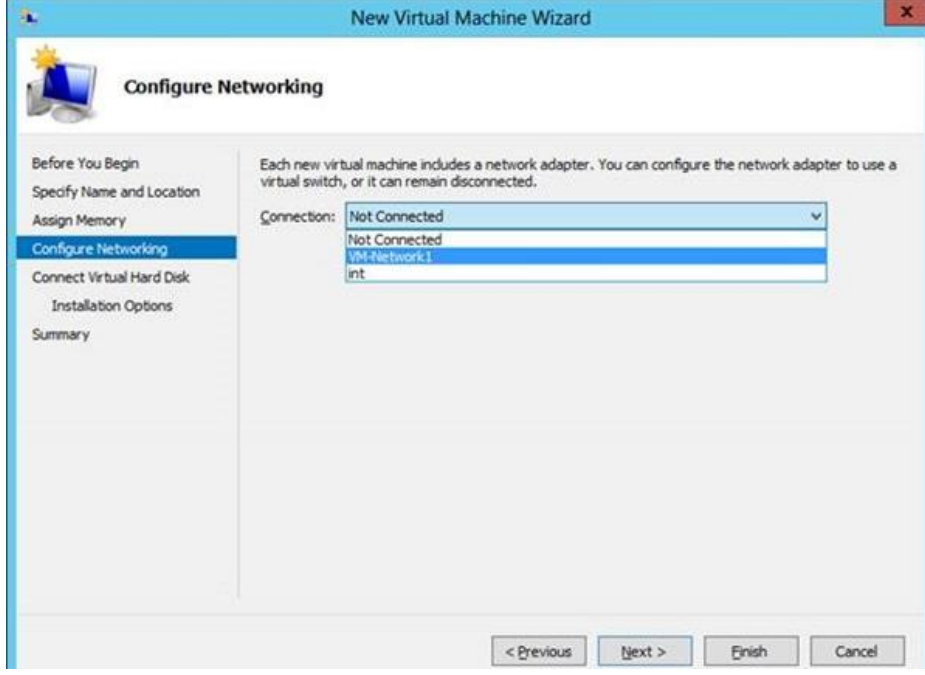 New Virtual Machine Wizard
x
Configure Networking
Before You Begin
Specify Name and Location
Assign Memory
Configure Networking
Connect Virtual Hard Disk
Installation Options
Summary
Each new virtual machine includes a network adapter. You can configure the network adapter to use a
virtual switch, or it can remain disconnected.
Connection: Not Connected
Not Connected
VM-Network1
int
< Previous Next > Finish Cancel